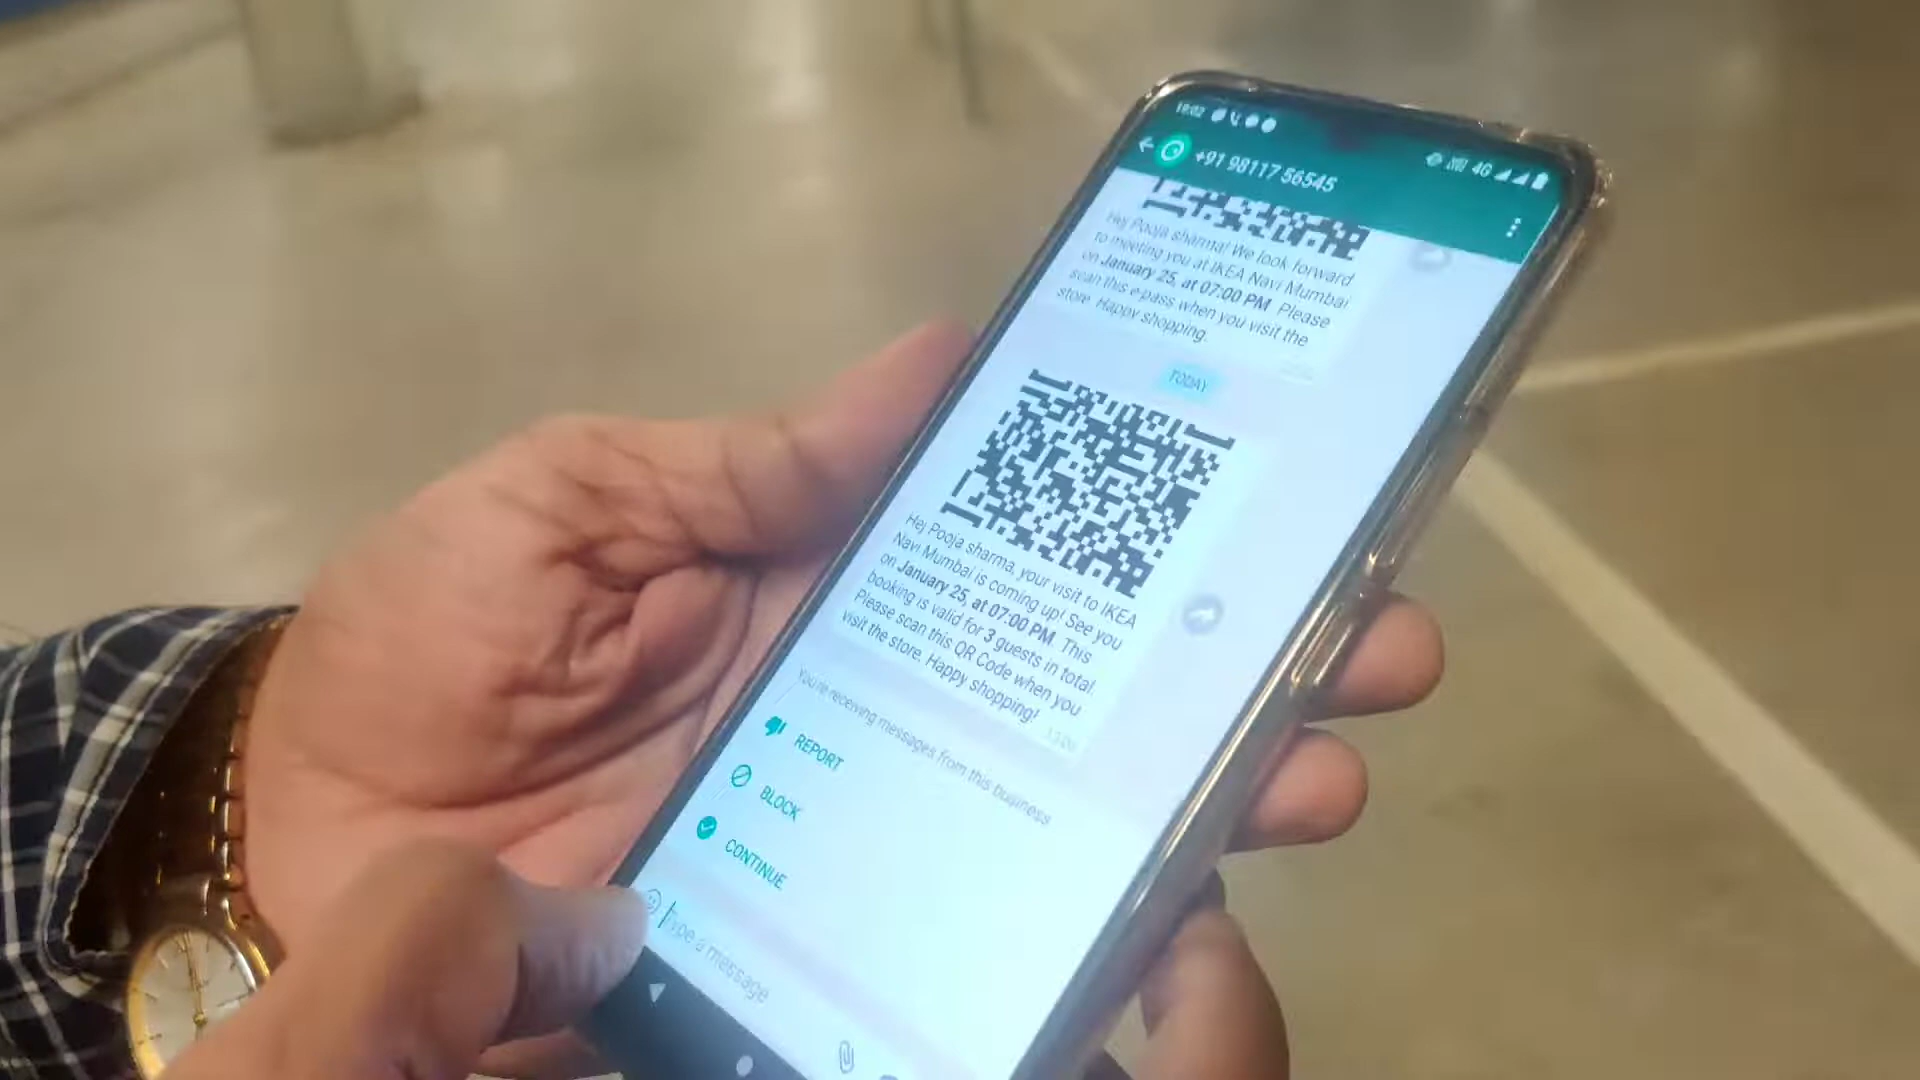 19:02
4G
+91 98117 56545
Hej Pooja sharma! We look forward
to meeting you at IKEA Navi Mumbai
on January 25, at 07:00 PM. Please
scan this e-pass when you visit the
store. Happy shopping.
TODAY
Hej Pooja sharma, your visit to IKEA
Navi Mumbai is coming up! See you
on January 25, at 07:00 PM. This
booking is valid for 3 guests in total.
Please scan this QR Code when you
visit the store. Happy shopping!
You're receiving messages from this business
REPORT
BLOCK
CONTINUE
Type a message